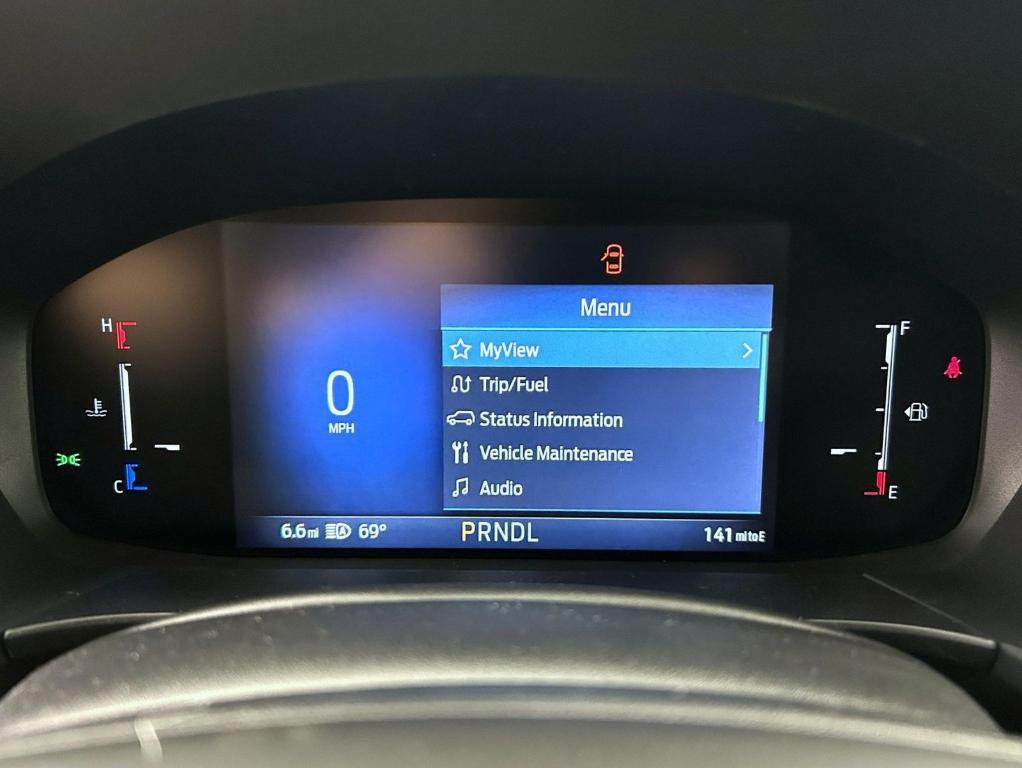 Menu
H
MyView
F
Trip/Fuel
0
MPH
Status Information
Vehicle Maintenance
C
Audio
E
6.6 mi
69°
PRNDL
141 mi to E